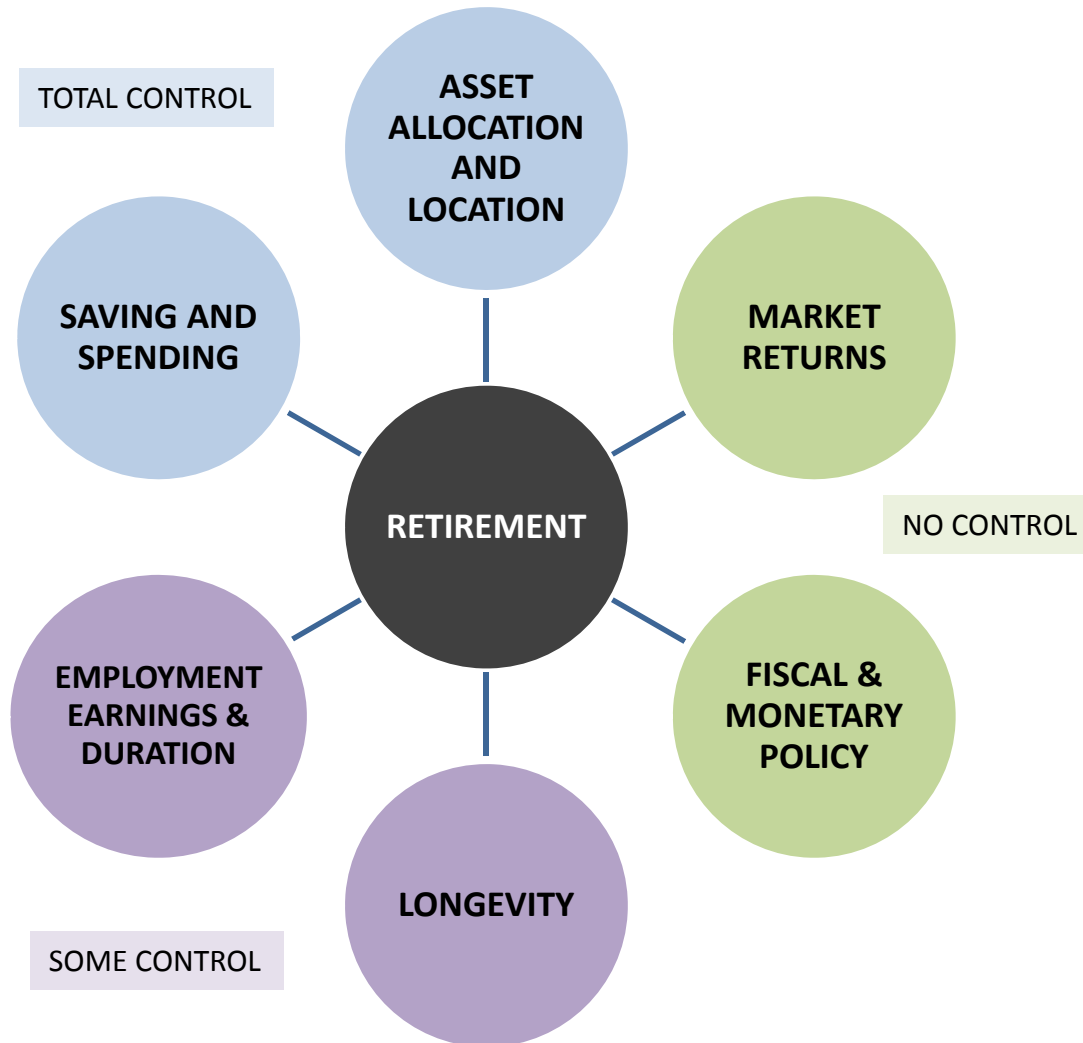 TOTAL CONTROL
ASSET
ALLOCATION
AND
LOCATION
SAVING AND
SPENDING
MARKET
RETURNS
RETIREMENT
NO CONTROL
EMPLOYMENT
EARNINGS &
DURATION
FISCAL &
MONETARY
POLICY
LONGEVITY
SOME CONTROL